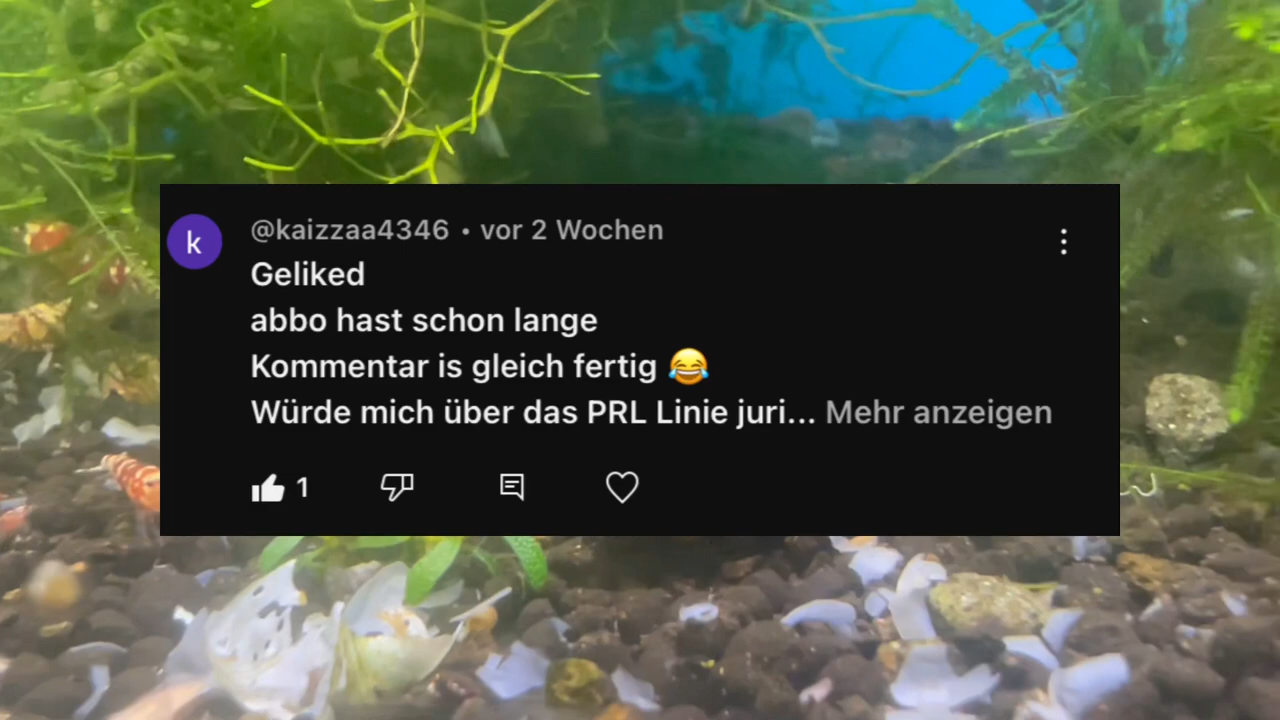 k
@kaizzaa4346 • vor 2 Wochen
Geliked
abbo hast schon lange
Kommentar is gleich fertig 😂
Würde mich über das PRL Linie juri... Mehr anzeigen
1